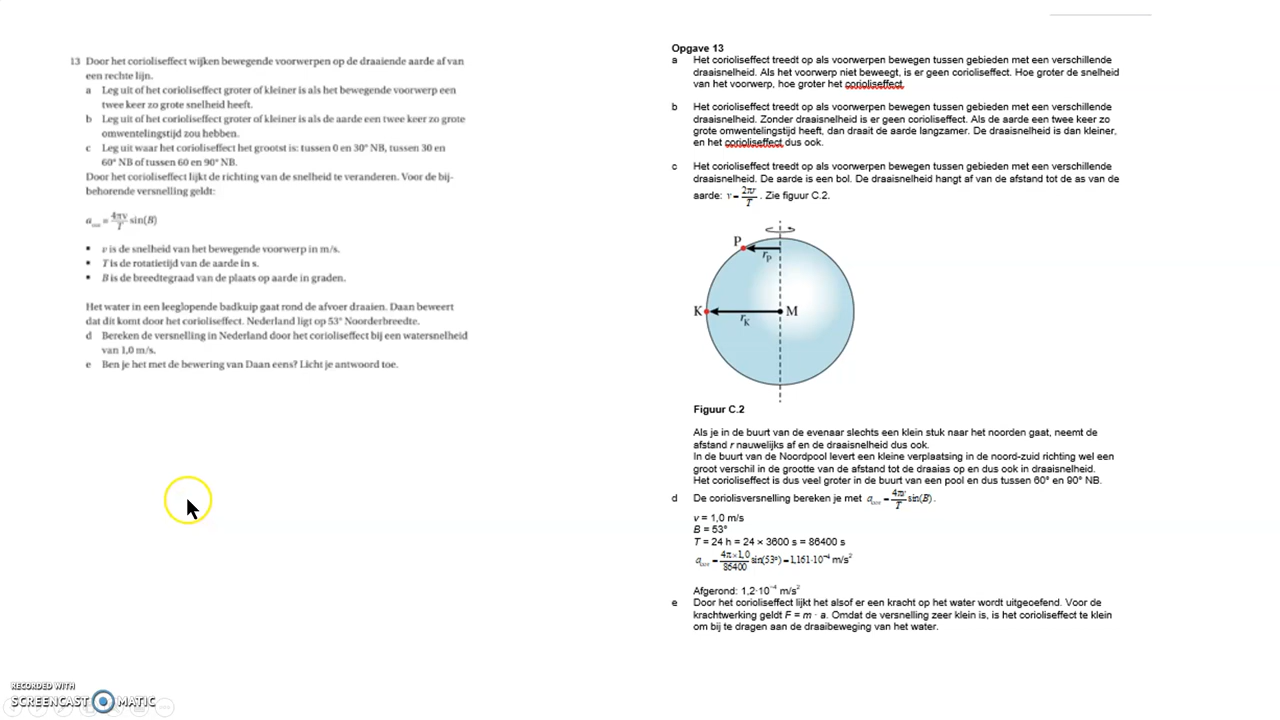 13 Door het corioliseffect wijken bewegende voorwerpen op de draaiende aarde af van
een rechte lijn.
a Leg uit of het corioliseffect groter of kleiner is als het bewegende voorwerp een
twee keer zo grote snelheid heeft.
b Leg uit of het corioliseffect groter of kleiner is als de aarde een twee keer zo grote
omwentelingstijd zou hebben.
c Leg uit waar het corioliseffect het grootst is: tussen 0 en 30° NB, tussen 30 en
60° NB of tussen 60 en 90° NB.
Door het corioliseffect lijkt de richting van de snelheid te veranderen. Voor de bij-
behorende versnelling geldt:
a = 4πv/T sin(B)
• v is de snelheid van het bewegende voorwerp in m/s.
• T is de rotatietijd van de aarde in s.
• B is de breedtegraad van de plaats op aarde in graden.
Het water in een leeglopende badkuip gaat rond de afvoer draaien. Daan beweert
dat dit komt door het corioliseffect. Nederland ligt op 53° Noorderbreedte.
d Bereken de versnelling in Nederland door het corioliseffect bij een watersnelheid
van 1,0 m/s.
e Ben je het met de bewering van Daan eens? Licht je antwoord toe.
Opgave 13
a Het corioliseffect treedt op als voorwerpen bewegen tussen gebieden met een verschillende
draaisnelheid. Als het voorwerp niet beweegt, is er geen corioliseffect. Hoe groter de snelheid
van het voorwerp, hoe groter het corioliseffect.
b Het corioliseffect treedt op als voorwerpen bewegen tussen gebieden met een verschillende
draaisnelheid. Zonder draaisnelheid is er geen corioliseffect. Als de aarde een twee keer zo
grote omwentelingstijd heeft, dan draait de aarde langzamer. De draaisnelheid is dan kleiner,
en het corioliseffect dus ook.
c Het corioliseffect treedt op als voorwerpen bewegen tussen gebieden met een verschillende
draaisnelheid. De aarde is een bol. De draaisnelheid hangt af van de afstand tot de as van de
aarde: v = 2πr/T . Zie figuur C.2.
P
rP
K
M
rK
Figuur C.2
Als je in de buurt van de evenaar slechts een klein stuk naar het noorden gaat, neemt de
afstand r nauwelijks af en de draaisnelheid dus ook.
In de buurt van de Noordpool levert een kleine verplaatsing in de noord-zuid richting wel een
groot verschil in de grootte van de afstand tot de draaias op en dus ook in draaisnelheid.
Het corioliseffect is dus veel groter in de buurt van een pool en dus tussen 60° en 90° NB.
d De coriolisversnelling bereken je met acor = 4πv/T sin(B).
v = 1,0 m/s
B = 53°
T = 24 h = 24 × 3600 s = 86400 s
acor = 4π×1,0/86400 sin(53°) = 1,161·10⁻⁴ m/s²
Afgerond: 1,2·10⁻⁴ m/s²
e Door het corioliseffect lijkt het alsof er een kracht op het water wordt uitgeoefend. Voor de
krachtwerking geldt F = m · a. Omdat de versnelling zeer klein is, is het corioliseffect te klein
om bij te dragen aan de draaibeweging van het water.
RECORDED WITH
SCREENCAST MATIC